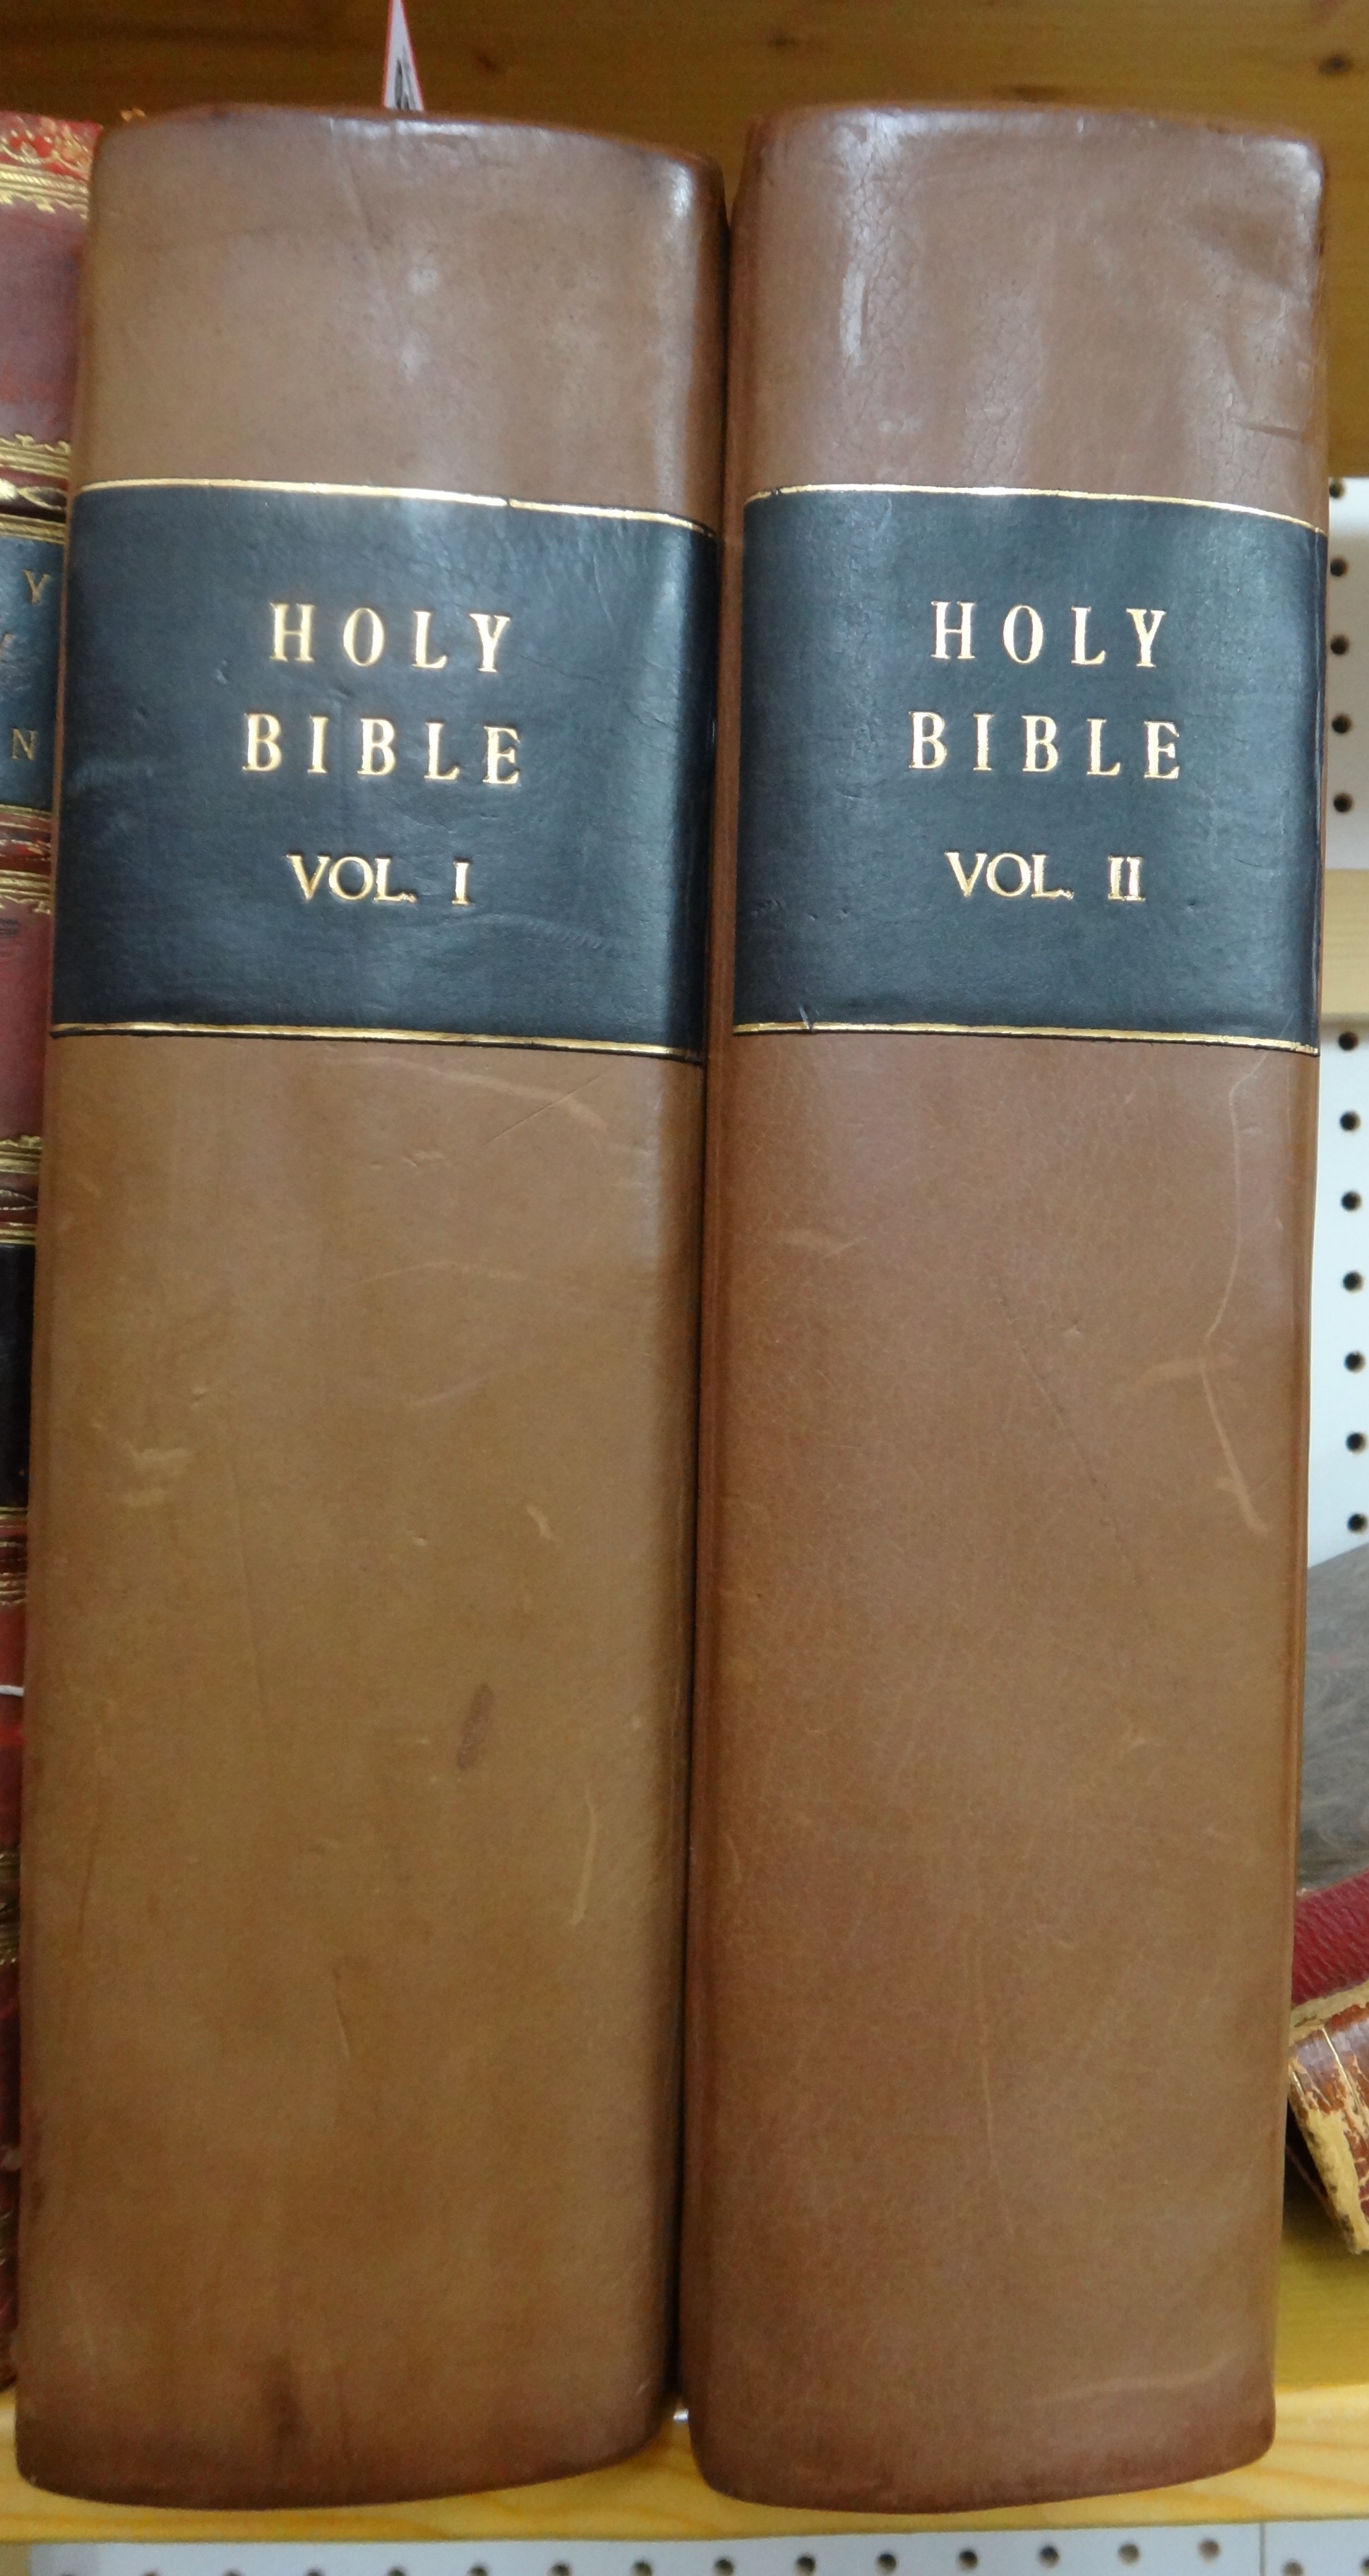 HOLY
BIBLE
VOL. I
HOLY
BIBLE
VOL. II
Y
N